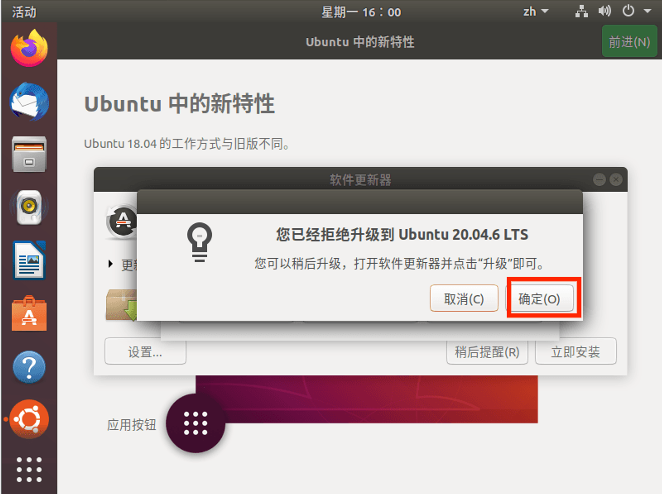 活动
星期一 16：00
zh
Ubuntu 中的新特性
前进(N)
Ubuntu 中的新特性
Ubuntu 18.04 的工作方式与旧版不同。
软件更新器
您已经拒绝升级到 Ubuntu 20.04.6 LTS
您可以稍后升级，打开软件更新器并点击“升级”即可。
更新
取消(C)
确定(O)
设置...
稍后提醒(R)
立即安装
应用按钮